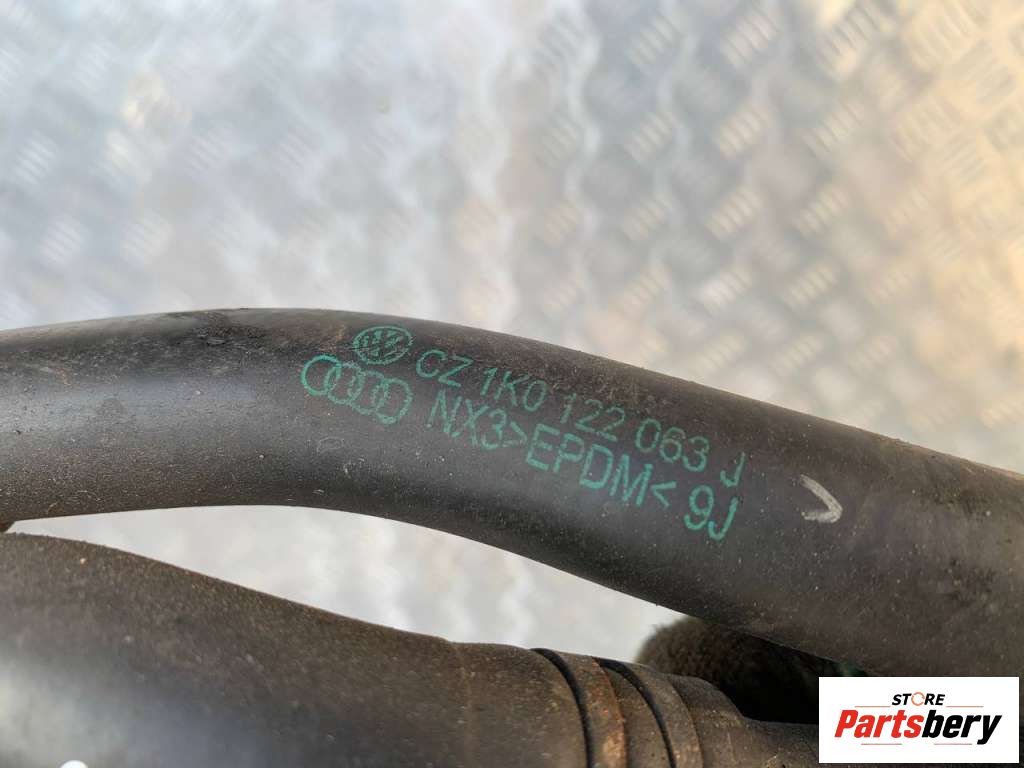 CZ 1K0 122 063 J
NX3>EPDM< 9J
STORE
Partsbery